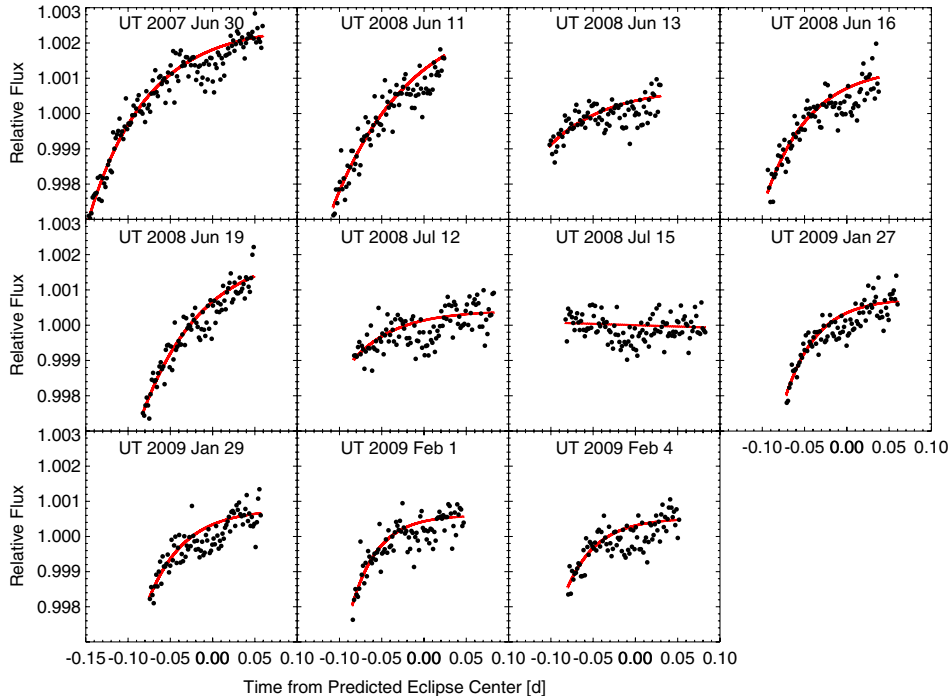 UT 2007 Jun 30
UT 2008 Jun 11
UT 2008 Jun 13
UT 2008 Jun 16
1.003
1.002
1.001
1.000
0.999
0.998
Relative Flux
UT 2008 Jun 19
UT 2008 Jul 12
UT 2008 Jul 15
UT 2009 Jan 27
1.003
1.002
1.001
1.000
0.999
0.998
Relative Flux
-0.10 -0.05 0.00 0.05 0.10
UT 2009 Jan 29
UT 2009 Feb 1
UT 2009 Feb 4
1.003
1.002
1.001
1.000
0.999
0.998
0.997
Relative Flux
-0.15 -0.10 -0.05 0.00 0.05 0.10
-0.10 -0.05 0.00 0.05 0.10
-0.10 -0.05 0.00 0.05 0.10
Time from Predicted Eclipse Center [d]